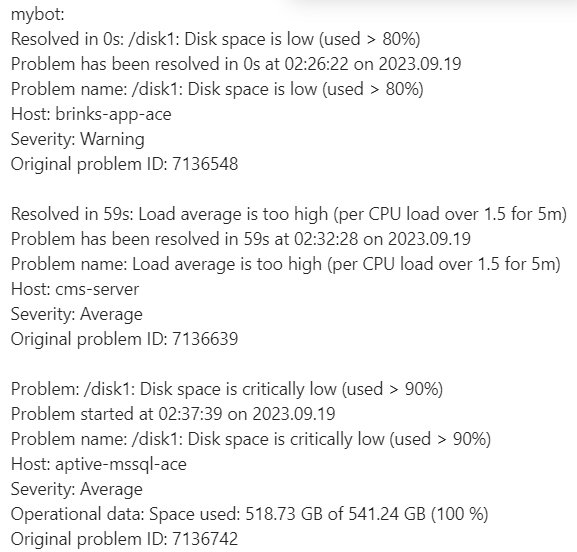 mybot:
Resolved in 0s: /disk1: Disk space is low (used > 80%)
Problem has been resolved in 0s at 02:26:22 on 2023.09.19
Problem name: /disk1: Disk space is low (used > 80%)
Host: brinks-app-ace
Severity: Warning
Original problem ID: 7136548
Resolved in 59s: Load average is too high (per CPU load over 1.5 for 5m)
Problem has been resolved in 59s at 02:32:28 on 2023.09.19
Problem name: Load average is too high (per CPU load over 1.5 for 5m)
Host: cms-server
Severity: Average
Original problem ID: 7136639
Problem: /disk1: Disk space is critically low (used > 90%)
Problem started at 02:37:39 on 2023.09.19
Problem name: /disk1: Disk space is critically low (used > 90%)
Host: aptive-mssql-ace
Severity: Average
Operational data: Space used: 518.73 GB of 541.24 GB (100 %)
Original problem ID: 7136742